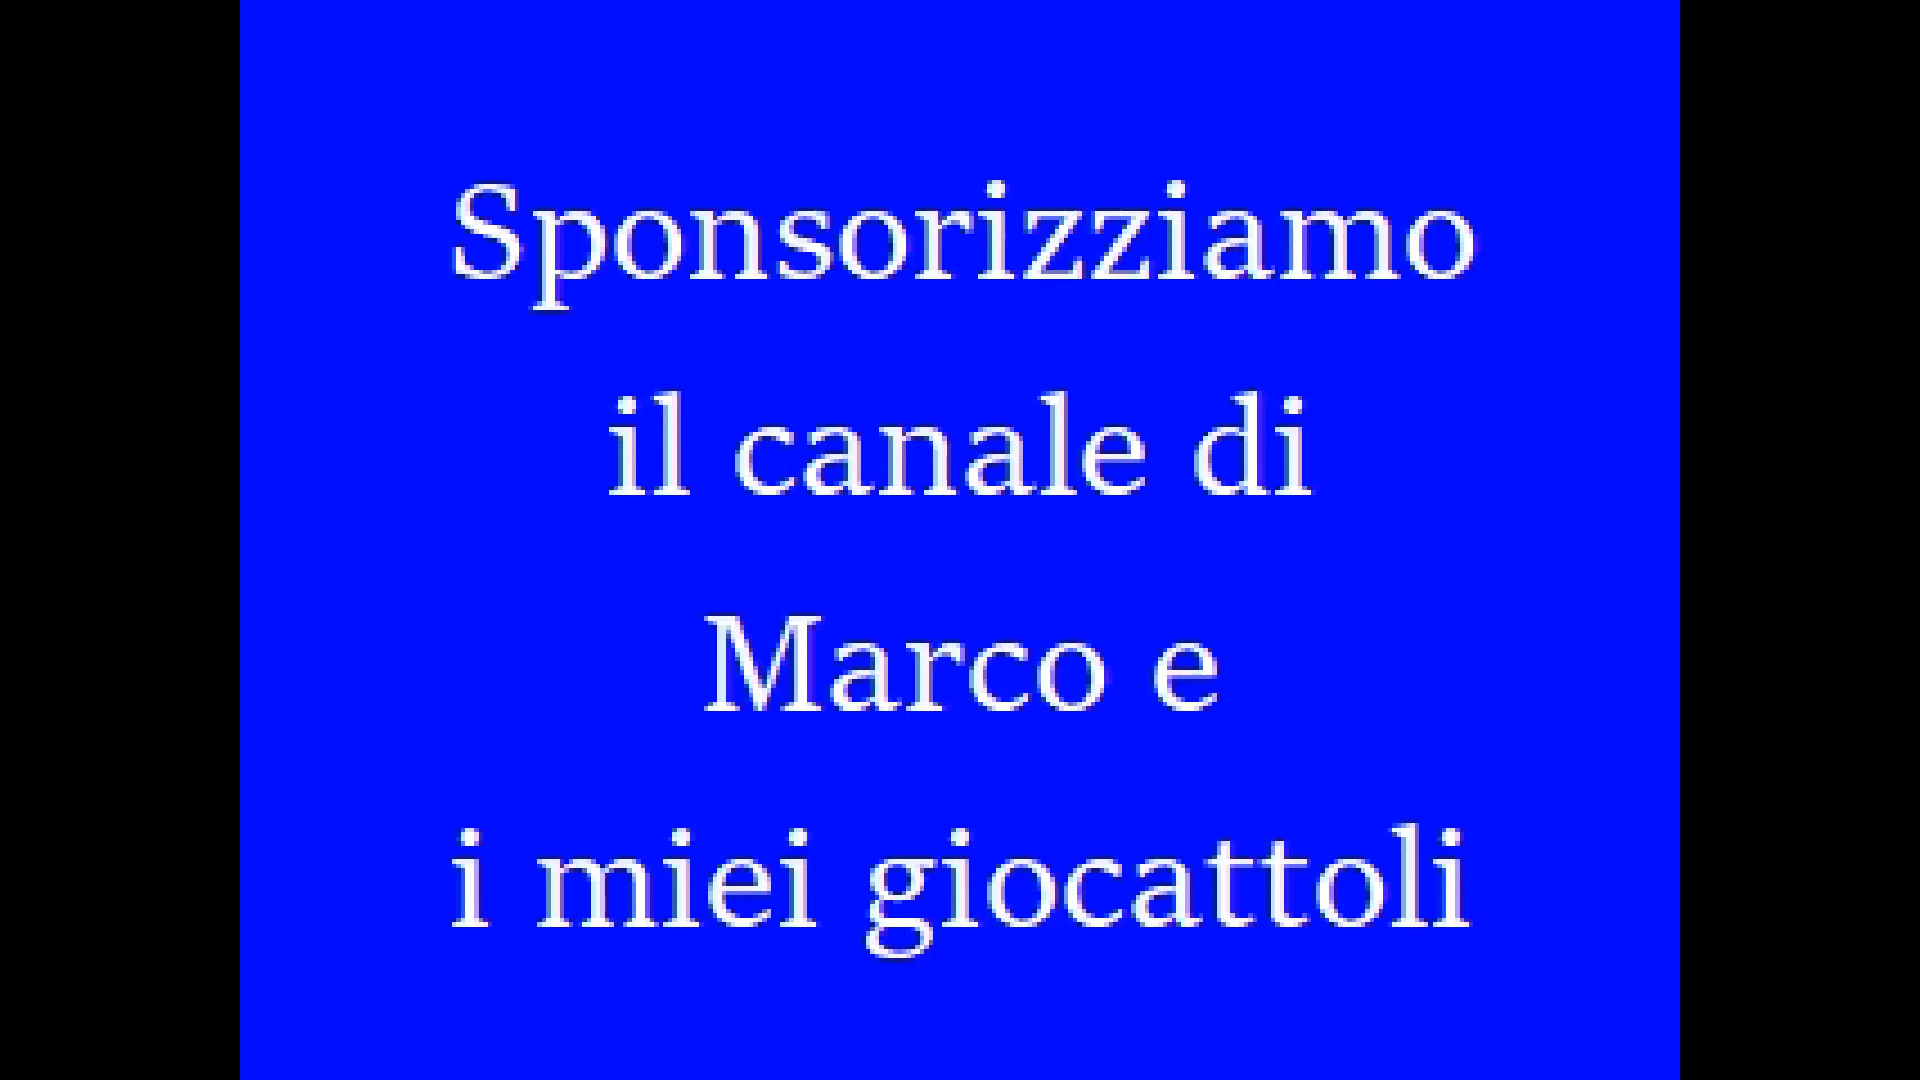 Sponsorizziamo
il canale di
Marco e
i miei giocattoli